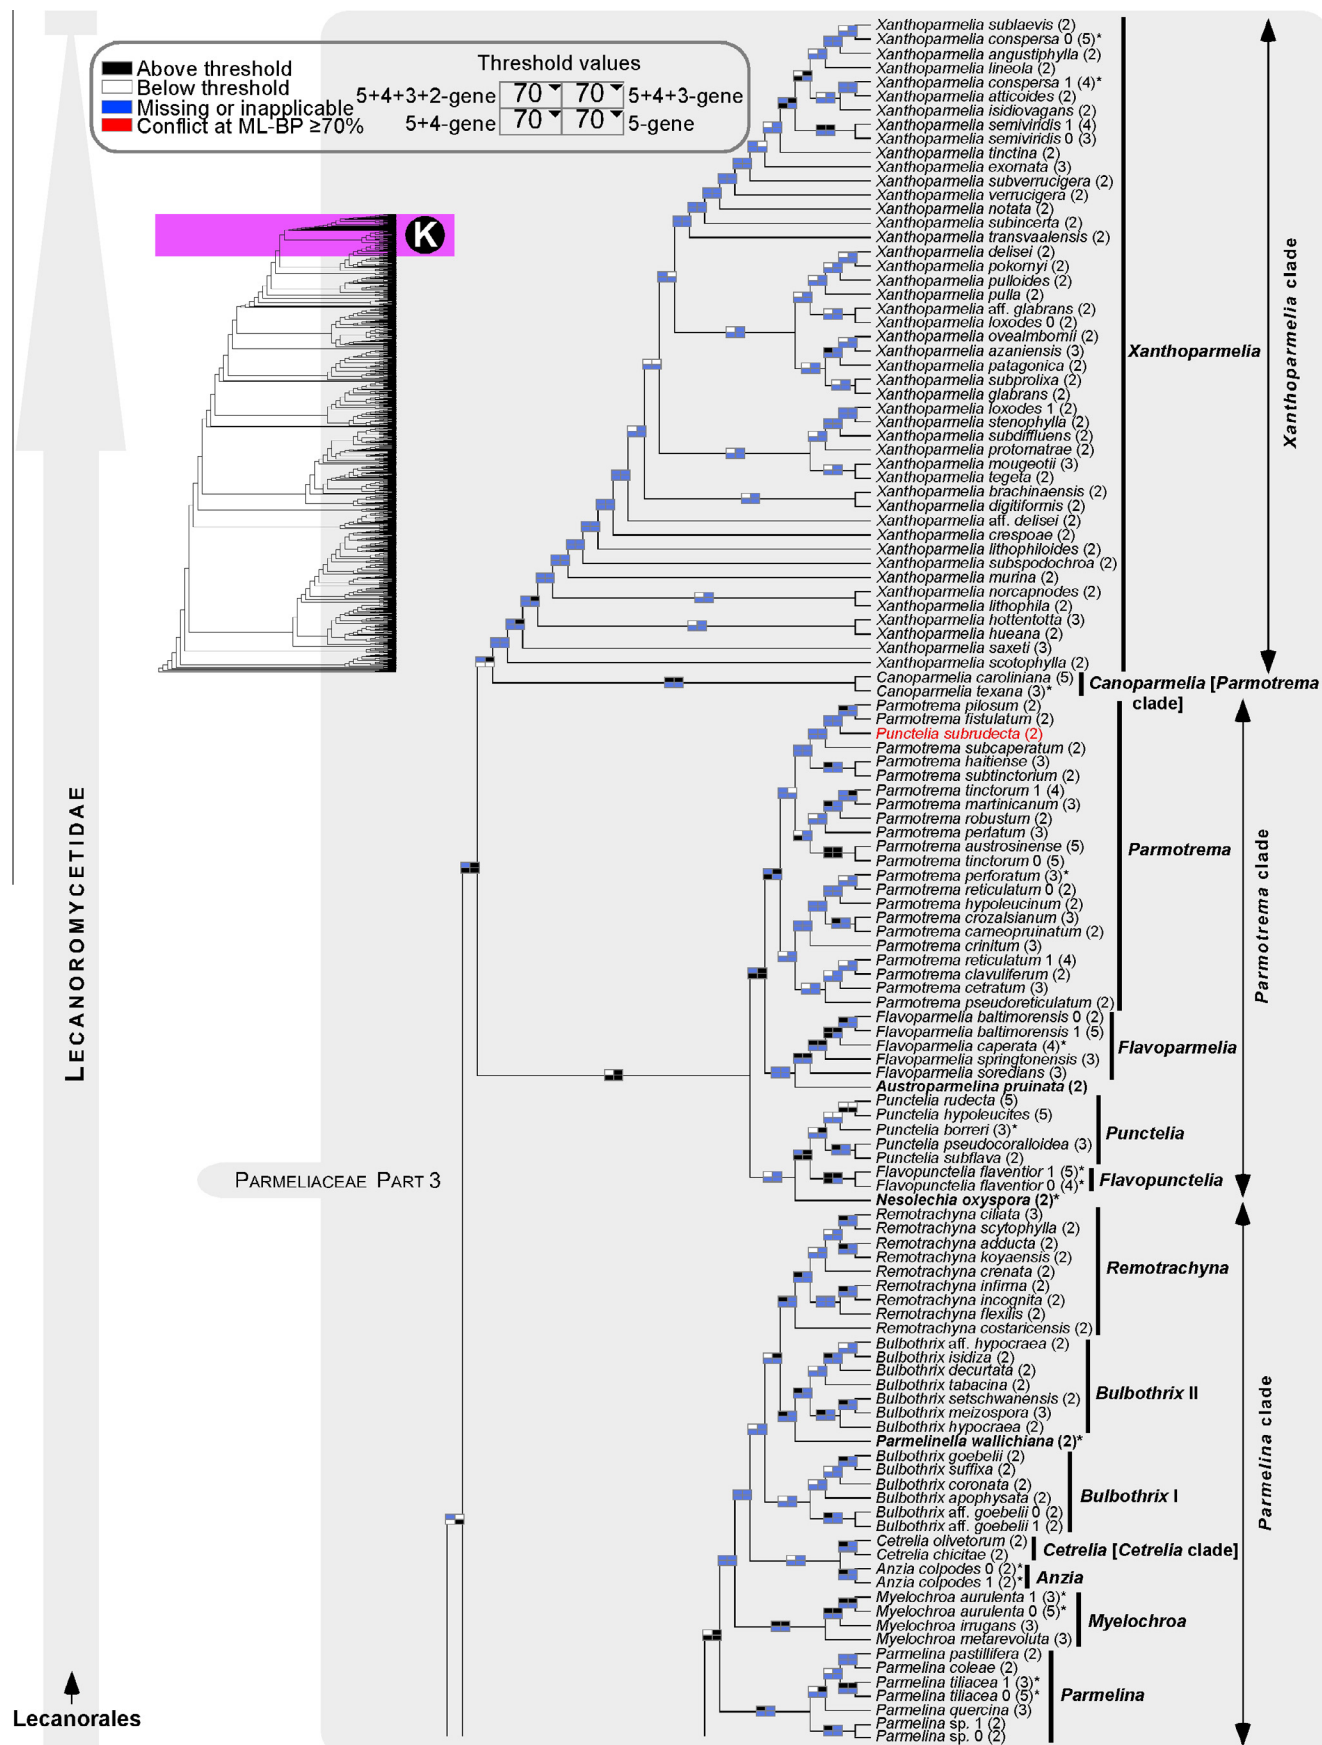 Above threshold
Below threshold
Missing or inapplicable
Conflict at ML-BP ≥70%
Threshold values
5+4+3+2-gene 70 70 5+4+3-gene
5+4-gene 70 70 5-gene
K
LECANOROMYCETIDAE
Lecanorales
PARMELIACEAE PART 3
Xanthoparmelia sublaevis (2)
Xanthoparmelia conspersa 0 (5)*
Xanthoparmelia angustiphylla (2)
Xanthoparmelia lineola (2)
Xanthoparmelia conspersa 1 (4)*
Xanthoparmelia atticoides (2)
Xanthoparmelia isidiovagans (2)
Xanthoparmelia semiviridis 1 (4)
Xanthoparmelia semiviridis 0 (3)
Xanthoparmelia tinctina (2)
Xanthoparmelia exornata (3)
Xanthoparmelia subverrucigera (2)
Xanthoparmelia verrucigera (2)
Xanthoparmelia notata (2)
Xanthoparmelia subincerta (2)
Xanthoparmelia transvaalensis (2)
Xanthoparmelia delisei (2)
Xanthoparmelia pokornyi (2)
Xanthoparmelia pulloides (2)
Xanthoparmelia pulla (2)
Xanthoparmelia aff. glabrans (2)
Xanthoparmelia loxodes 0 (2)
Xanthoparmelia ovealmbornii (2)
Xanthoparmelia azaniensis (3)
Xanthoparmelia patagonica (2)
Xanthoparmelia subprolixa (2)
Xanthoparmelia glabrans (2)
Xanthoparmelia loxodes 1 (2)
Xanthoparmelia stenophylla (2)
Xanthoparmelia subdiffluens (2)
Xanthoparmelia protomatrae (2)
Xanthoparmelia mougeotii (3)
Xanthoparmelia tegeta (2)
Xanthoparmelia brachinaensis (2)
Xanthoparmelia digitiformis (2)
Xanthoparmelia aff. delisei (2)
Xanthoparmelia crespoae (2)
Xanthoparmelia lithophiloides (2)
Xanthoparmelia subspodochroa (2)
Xanthoparmelia murina (2)
Xanthoparmelia norcapnodes (2)
Xanthoparmelia lithophila (2)
Xanthoparmelia hottentotta (3)
Xanthoparmelia hueana (2)
Xanthoparmelia saxeti (3)
Xanthoparmelia scotophylla (2)
Xanthoparmelia
Xanthoparmelia clade
Canoparmelia caroliniana (5)
Canoparmelia texana (3)*
Canoparmelia [Parmotrema
clade]
Parmotrema pilosum (2)
Parmotrema fistulatum (2)
Punctelia subrudecta (2)
Parmotrema subcaperatum (2)
Parmotrema haitiense (3)
Parmotrema subtinctorium (2)
Parmotrema tinctorum 1 (4)
Parmotrema martinicanum (3)
Parmotrema robustum (2)
Parmotrema perlatum (3)
Parmotrema austrosinense (5)
Parmotrema tinctorum 0 (5)
Parmotrema perforatum (3)*
Parmotrema reticulatum 0 (2)
Parmotrema hypoleucinum (2)
Parmotrema crozalsianum (3)
Parmotrema carneopruinatum (2)
Parmotrema crinitum (3)
Parmotrema reticulatum 1 (4)
Parmotrema clavuliferum (2)
Parmotrema cetratum (3)
Parmotrema pseudoreticulatum (2)
Parmotrema
Flavoparmelia baltimorensis 0 (2)
Flavoparmelia baltimorensis 1 (5)
Flavoparmelia caperata (4)*
Flavoparmelia springtonensis (3)
Flavoparmelia soredians (3)
Flavoparmelia
Austroparmelina pruinata (2)
Punctelia rudecta (5)
Punctelia hypoleucites (5)
Punctelia borreri (3)*
Punctelia pseudocoralloidea (3)
Punctelia subflava (2)
Punctelia
Flavopunctelia flaventior 1 (5)*
Flavopunctelia flaventior 0 (4)*
Flavopunctelia
Nesolechia oxyspora (2)*
Parmotrema clade
Remotrachyna ciliata (3)
Remotrachyna scytophylla (2)
Remotrachyna adducta (2)
Remotrachyna koyaensis (2)
Remotrachyna crenata (2)
Remotrachyna infirma (2)
Remotrachyna incognita (2)
Remotrachyna flexilis (2)
Remotrachyna costaricensis (2)
Remotrachyna
Bulbothrix aff. hypocraea (2)
Bulbothrix isidiza (2)
Bulbothrix decurtata (2)
Bulbothrix tabacina (2)
Bulbothrix setschwanensis (2)
Bulbothrix meizospora (3)
Bulbothrix hypocraea (2)
Bulbothrix II
Parmelinella wallichiana (2)*
Bulbothrix goebelii (2)
Bulbothrix suffixa (2)
Bulbothrix coronata (2)
Bulbothrix apophysata (2)
Bulbothrix aff. goebelii 0 (2)
Bulbothrix aff. goebelii 1 (2)
Bulbothrix I
Cetrelia olivetorum (2)
Cetrelia chicitae (2)
Cetrelia [Cetrelia clade]
Anzia colpodes 0 (2)*
Anzia colpodes 1 (2)*
Anzia
Myelochroa aurulenta 1 (3)*
Myelochroa aurulenta 0 (5)*
Myelochroa irrugans (3)
Myelochroa metarevoluta (3)
Myelochroa
Parmelina pastillifera (2)
Parmelina coleae (2)
Parmelina tiliacea 1 (3)*
Parmelina tiliacea 0 (5)*
Parmelina quercina (3)
Parmelina sp. 1 (2)
Parmelina sp. 0 (2)
Parmelina
Parmelina clade